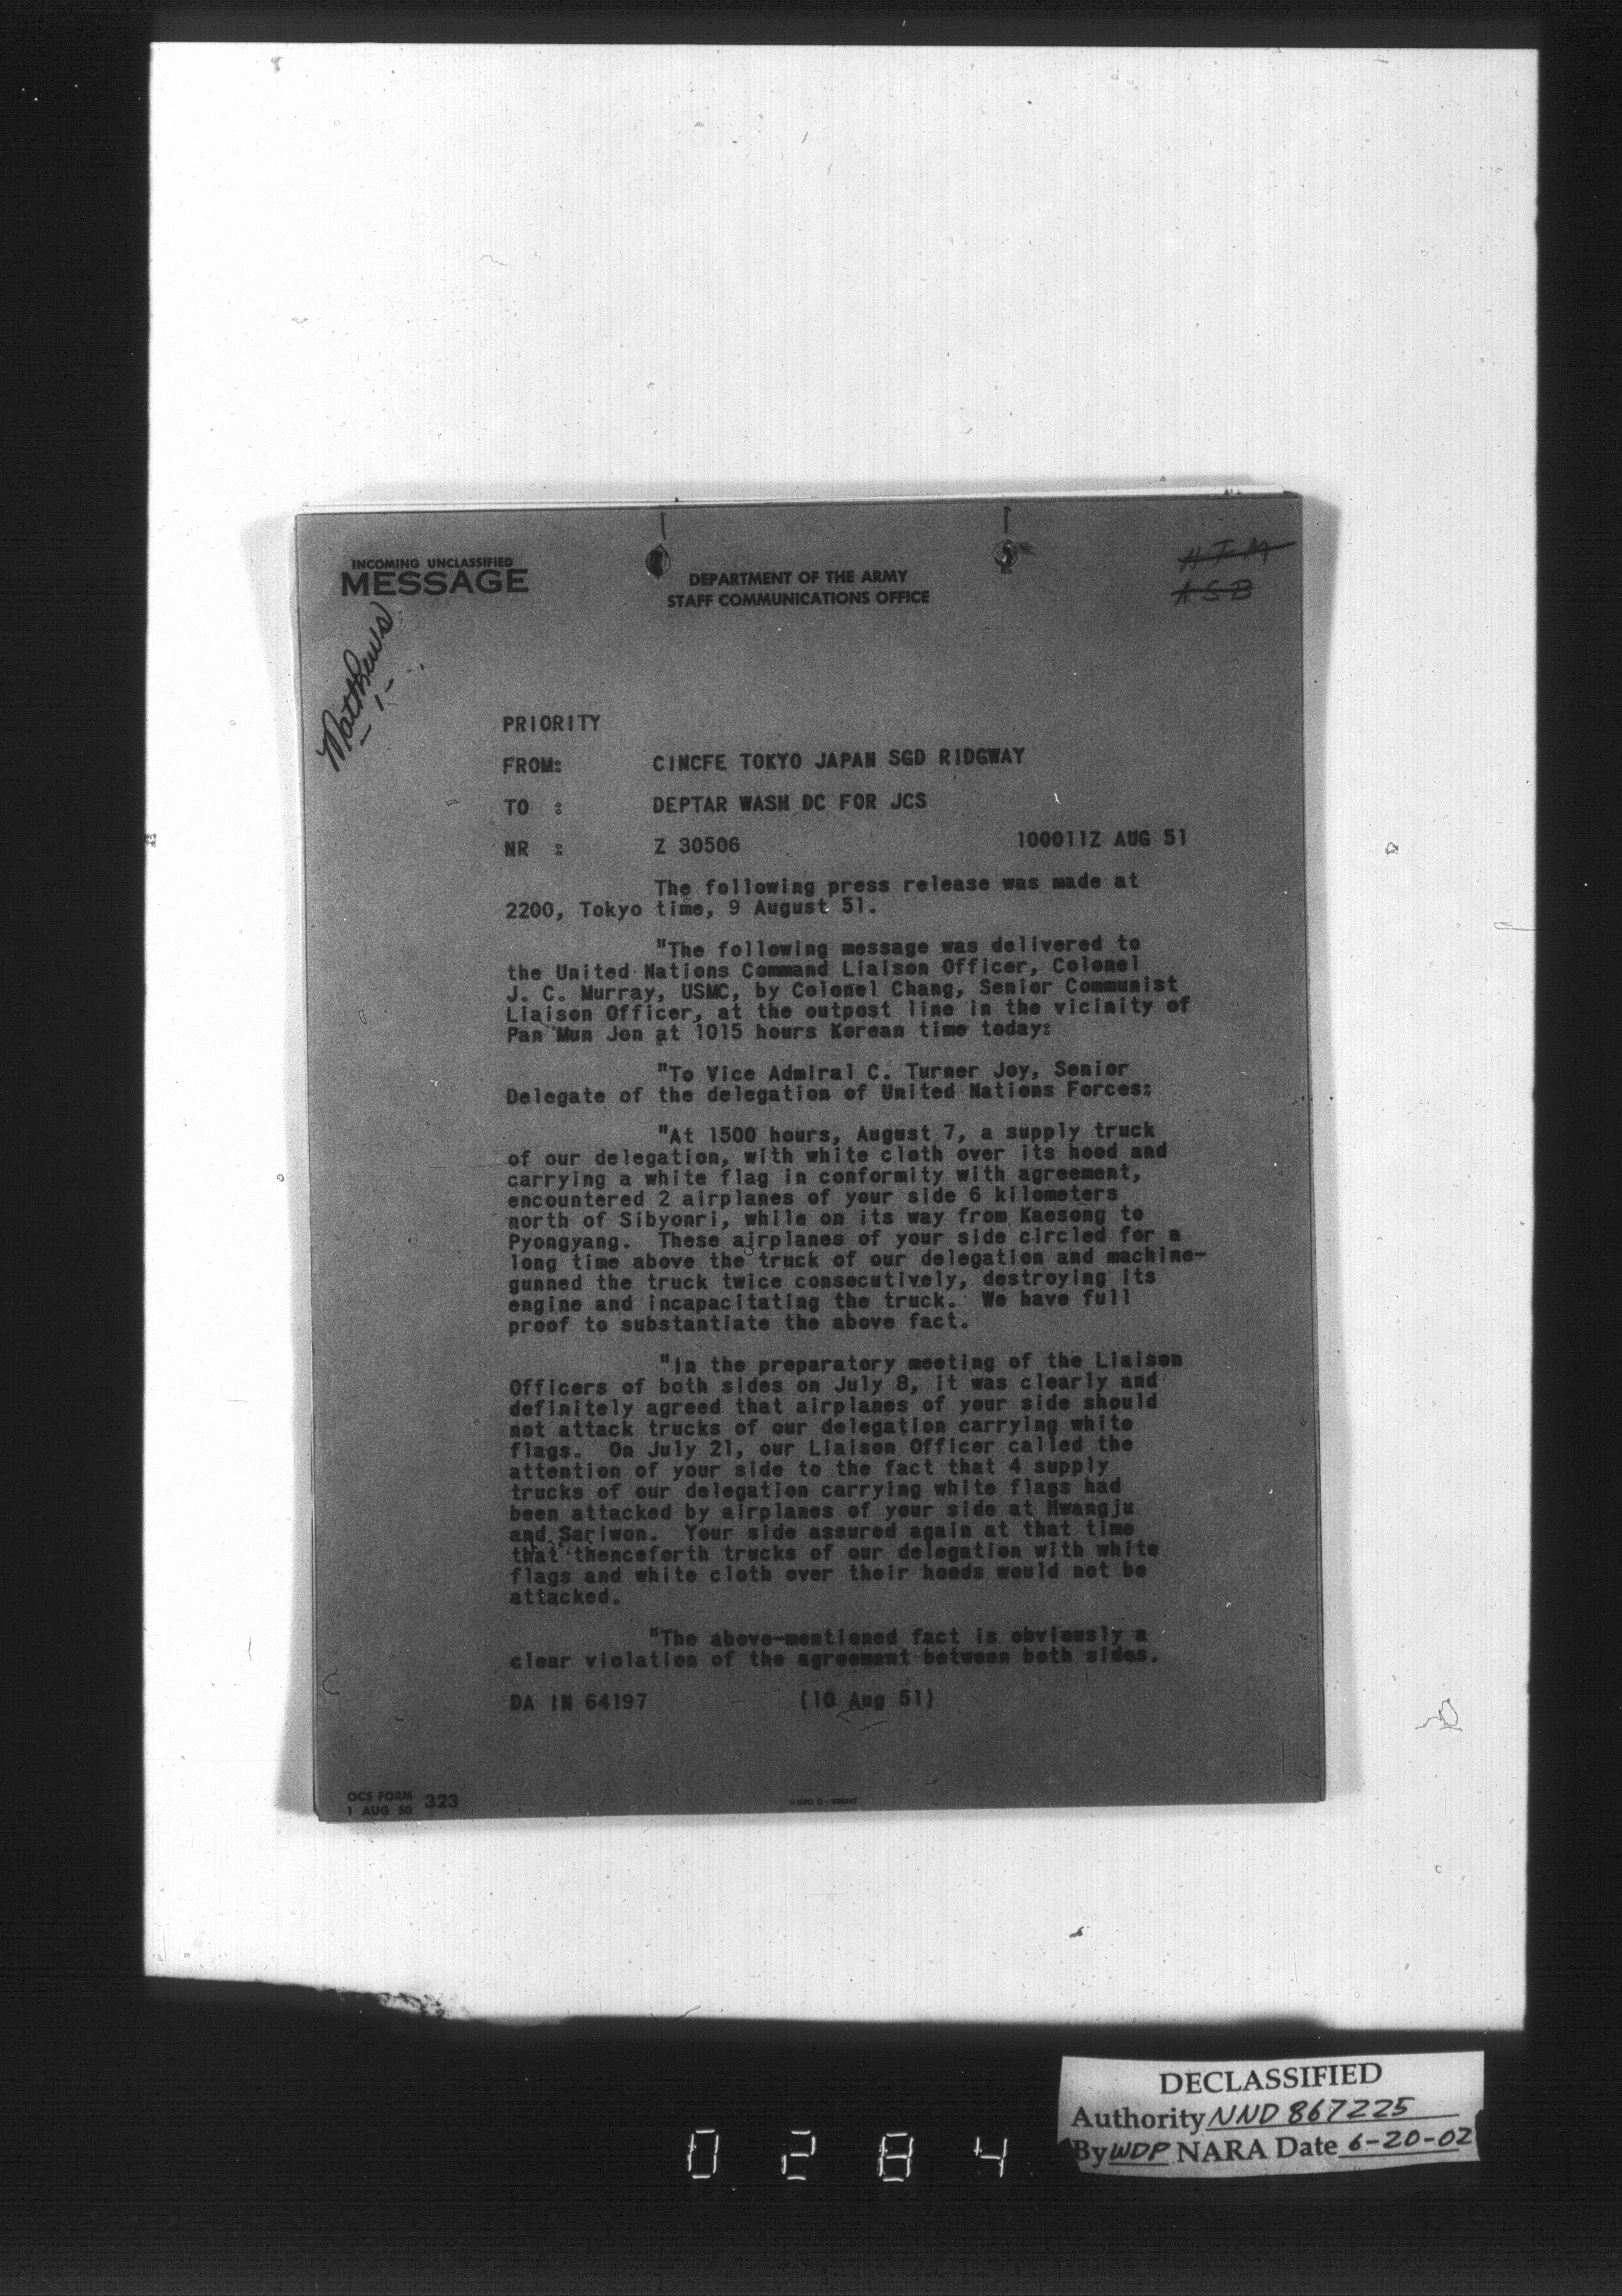 INCOMING UNCLASSIFIED
MESSAGE
DEPARTMENT OF THE ARMY
STAFF COMMUNICATIONS OFFICE
ASB
Matthews
PRIORITY
FROM: CINCFE TOKYO JAPAN SGD RIDGWAY
TO : DEPTAR WASH DC FOR JCS
NR : Z 30506 100011Z AUG 51
The following press release was made at
2200, Tokyo time, 9 August 51.
"The following message was delivered to
the United Nations Command Liaison Officer, Colonel
J. C. Murray, USMC, by Colonel Chang, Senior Communist
Liaison Officer, at the outpost line in the vicinity of
Pan Mun Jon at 1015 hours Korean time today:
"To Vice Admiral C. Turner Joy, Senior
Delegate of the delegation of United Nations Forces:
"At 1500 hours, August 7, a supply truck
of our delegation, with white cloth over its hood and
carrying a white flag in conformity with agreement,
encountered 2 airplanes of your side 6 kilometers
north of Sibyonri, while on its way from Kaesong to
Pyongyang. These airplanes of your side circled for a
long time above the truck of our delegation and machine-
gunned the truck twice consecutively, destroying its
engine and incapacitating the truck. We have full
proof to substantiate the above fact.
"In the preparatory meeting of the Liaison
Officers of both sides on July 8, it was clearly and
definitely agreed that airplanes of your side should
not attack trucks of our delegation carrying white
flags. On July 21, our Liaison Officer called the
attention of your side to the fact that 4 supply
trucks of our delegation carrying white flags had
been attacked by airplanes of your side at Hwangju
and Sariwon. Your side assured again at that time
that thenceforth trucks of our delegation with white
flags and white cloth over their hoods would not be
attacked.
"The above-mentioned fact is obviously a
clear violation of the agreement between both sides.
DA IN 64197 (10 Aug 51)
OCS FORM
1 AUG 50 323
DECLASSIFIED
Authority NND 867225
By WDP NARA Date 6-20-02
0284